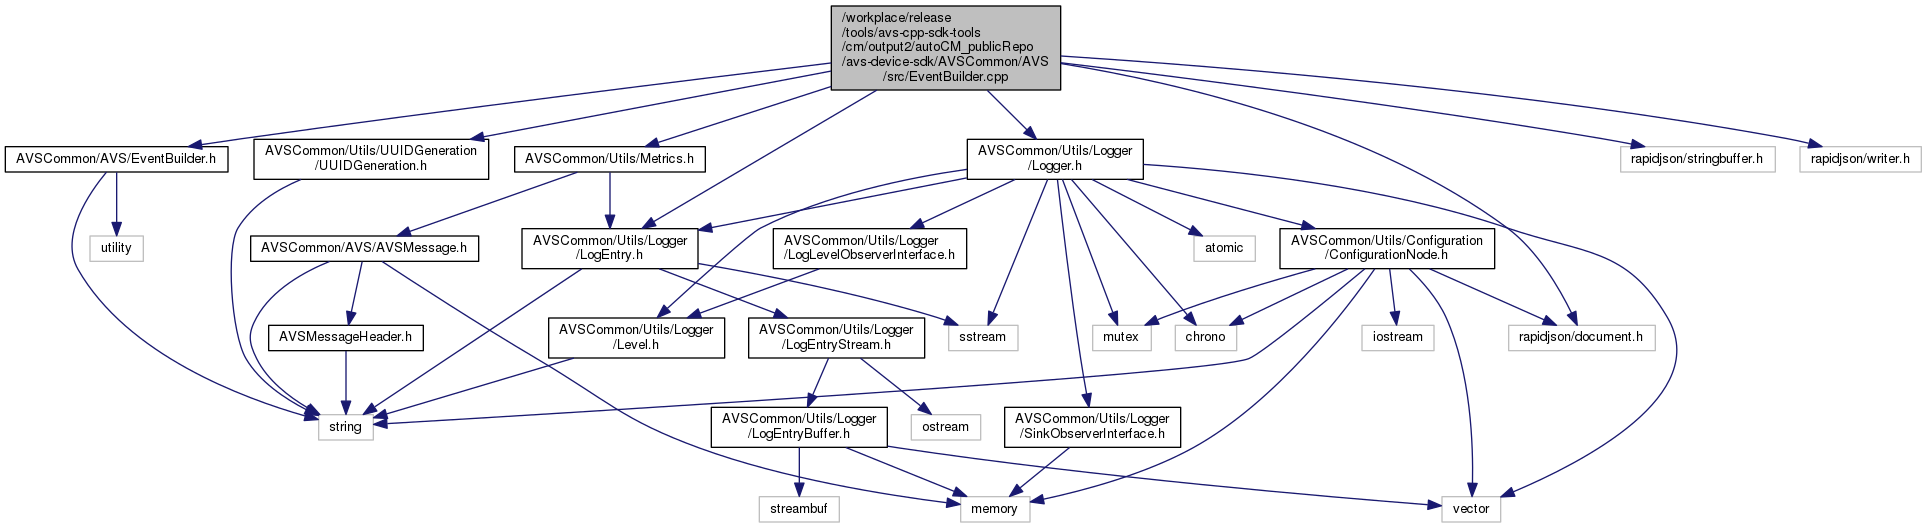 /workplace/release
/tools/avs-cpp-sdk-tools
/cm/output2/autoCM_publicRepo
/avs-device-sdk/AVSCommon/AVS
/src/EventBuilder.cpp
AVSCommon/AVS/EventBuilder.h
AVSCommon/Utils/UUIDGeneration
/UUIDGeneration.h
AVSCommon/Utils/Metrics.h
AVSCommon/Utils/Logger
/Logger.h
rapidjson/stringbuffer.h
rapidjson/writer.h
utility
AVSCommon/AVS/AVSMessage.h
AVSCommon/Utils/Logger
/LogEntry.h
AVSCommon/Utils/Logger
/LogLevelObserverInterface.h
atomic
AVSCommon/Utils/Configuration
/ConfigurationNode.h
AVSMessageHeader.h
AVSCommon/Utils/Logger
/Level.h
AVSCommon/Utils/Logger
/LogEntryStream.h
sstream
mutex
chrono
iostream
rapidjson/document.h
string
AVSCommon/Utils/Logger
/LogEntryBuffer.h
ostream
AVSCommon/Utils/Logger
/SinkObserverInterface.h
streambuf
memory
vector